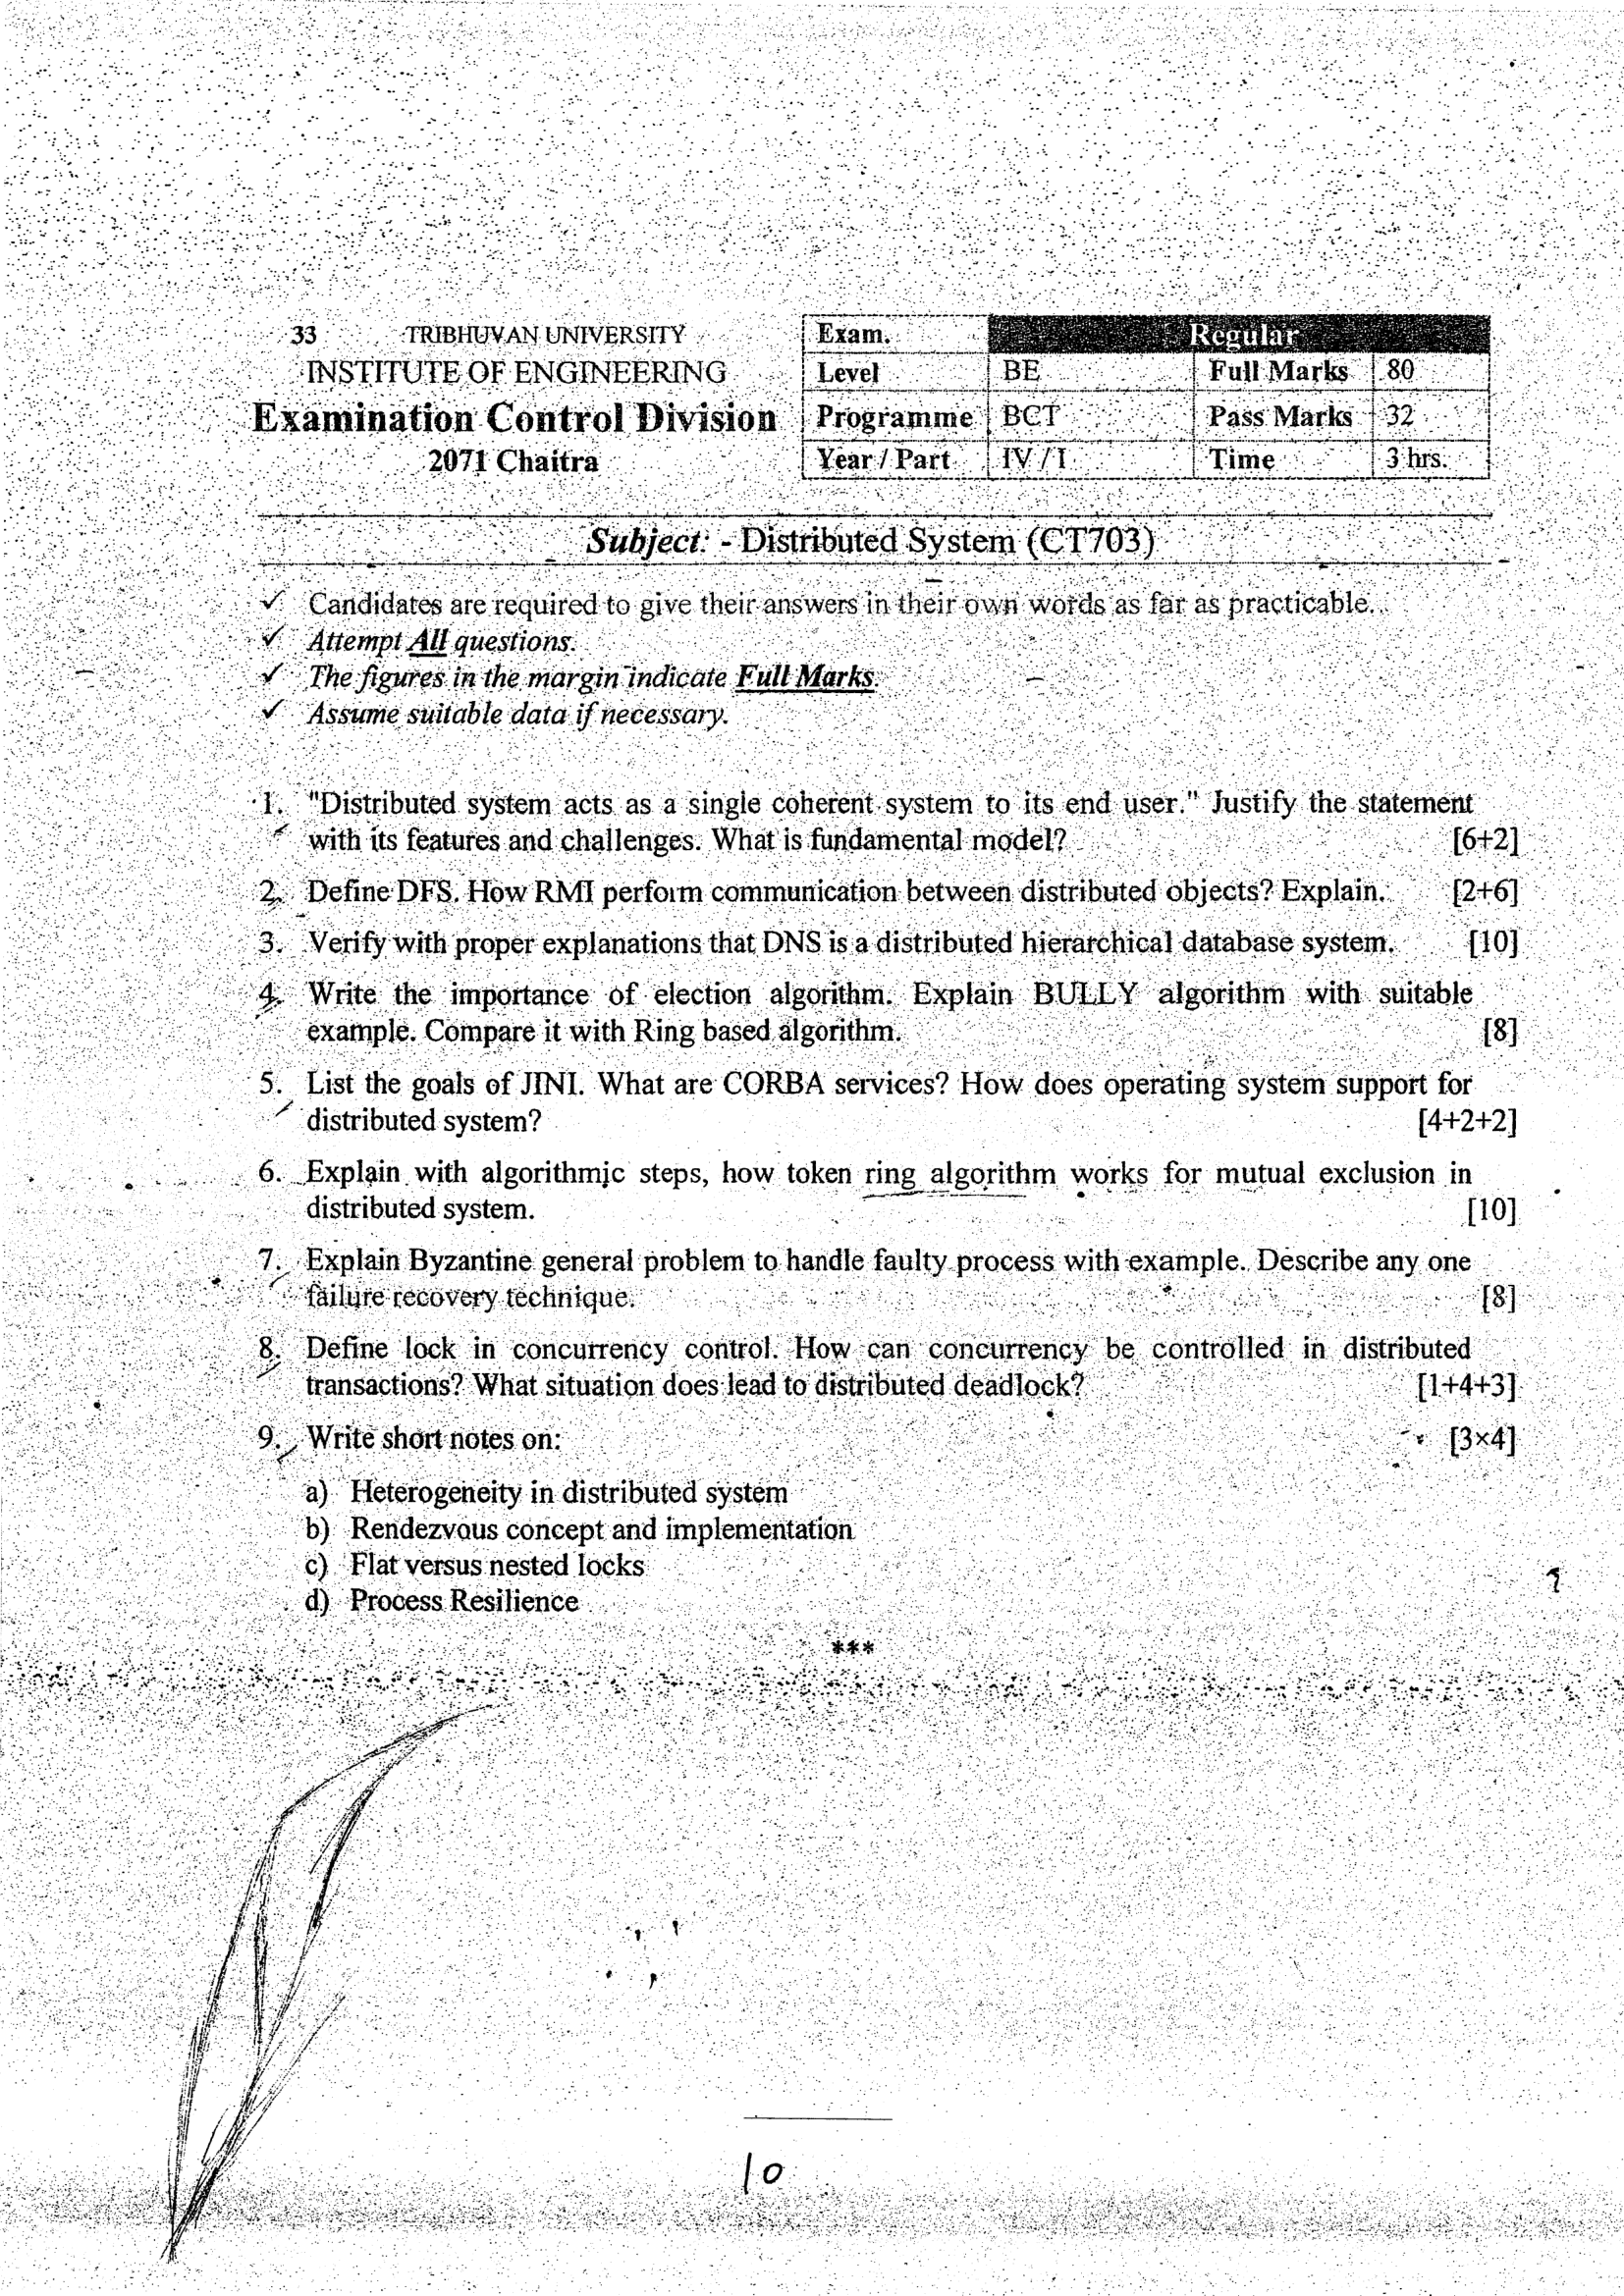 33 TRIBHUVAN UNIVERSITY
INSTITUTE OF ENGINEERING
Examination Control Division
2071 Chaitra
Exam. Regular
Level BE Full Marks 80
Programme BCT Pass Marks 32
Year / Part IV / I Time 3 hrs.
Subject: - Distributed System (CT703)
✓ Candidates are required to give their answers in their own words as far as practicable.
✓ Attempt All questions.
✓ The figures in the margin indicate Full Marks.
✓ Assume suitable data if necessary.
1. "Distributed system acts as a single coherent system to its end user." Justify the statement
with its features and challenges. What is fundamental model? [6+2]
2. Define DFS. How RMI perform communication between distributed objects? Explain. [2+6]
3. Verify with proper explanations that DNS is a distributed hierarchical database system. [10]
4. Write the importance of election algorithm. Explain BULLY algorithm with suitable
example. Compare it with Ring based algorithm. [8]
5. List the goals of JINI. What are CORBA services? How does operating system support for
distributed system? [4+2+2]
6. Explain with algorithmic steps, how token ring algorithm works for mutual exclusion in
distributed system. [10]
7. Explain Byzantine general problem to handle faulty process with example. Describe any one
failure recovery technique. [8]
8. Define lock in concurrency control. How can concurrency be controlled in distributed
transactions? What situation does lead to distributed deadlock? [1+4+3]
9. Write short notes on: [3×4]
a) Heterogeneity in distributed system
b) Rendezvous concept and implementation
c) Flat versus nested locks
d) Process Resilience
***
10